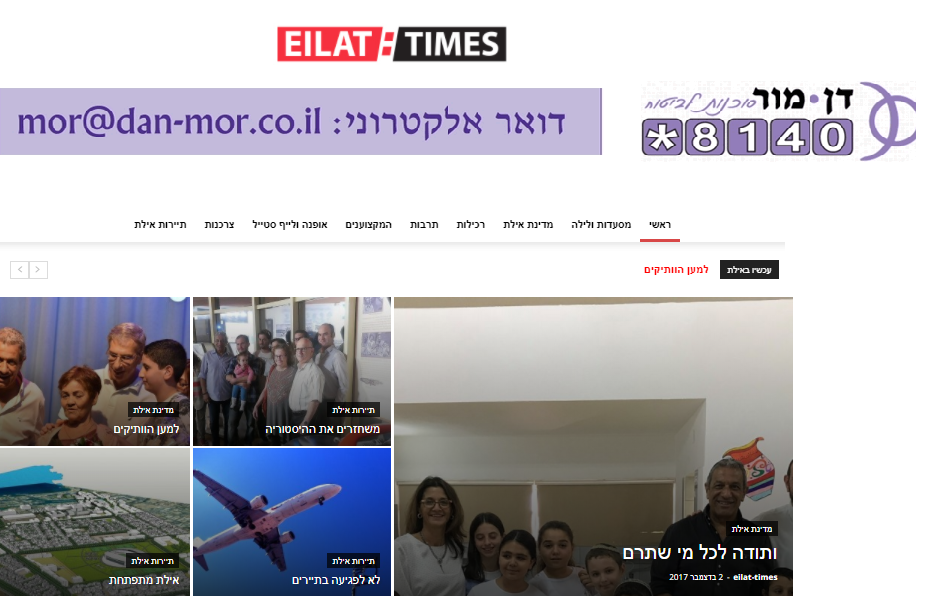 EILAT:TIMES
דואר אלקטרוני: mor@dan-mor.co.il
דן·מור סוכנות לביטוח
*8140
ראשי
מסעדות ולילה
מדינת אילת
רכילות
תרבות
המקצוענים
אופנה ולייף סטייל
צרכנות
תיירות אילת
עכשיו באילת
למען הוותיקים
מדינת אילת
ותודה לכל מי שתרם
eilat-times - 2 בדצמבר 2017
תיירות אילת
משחזרים את ההיסטוריה
מדינת אילת
למען הוותיקים
תיירות אילת
לא לפגיעה בתיירים
תיירות אילת
אילת מתפתחת